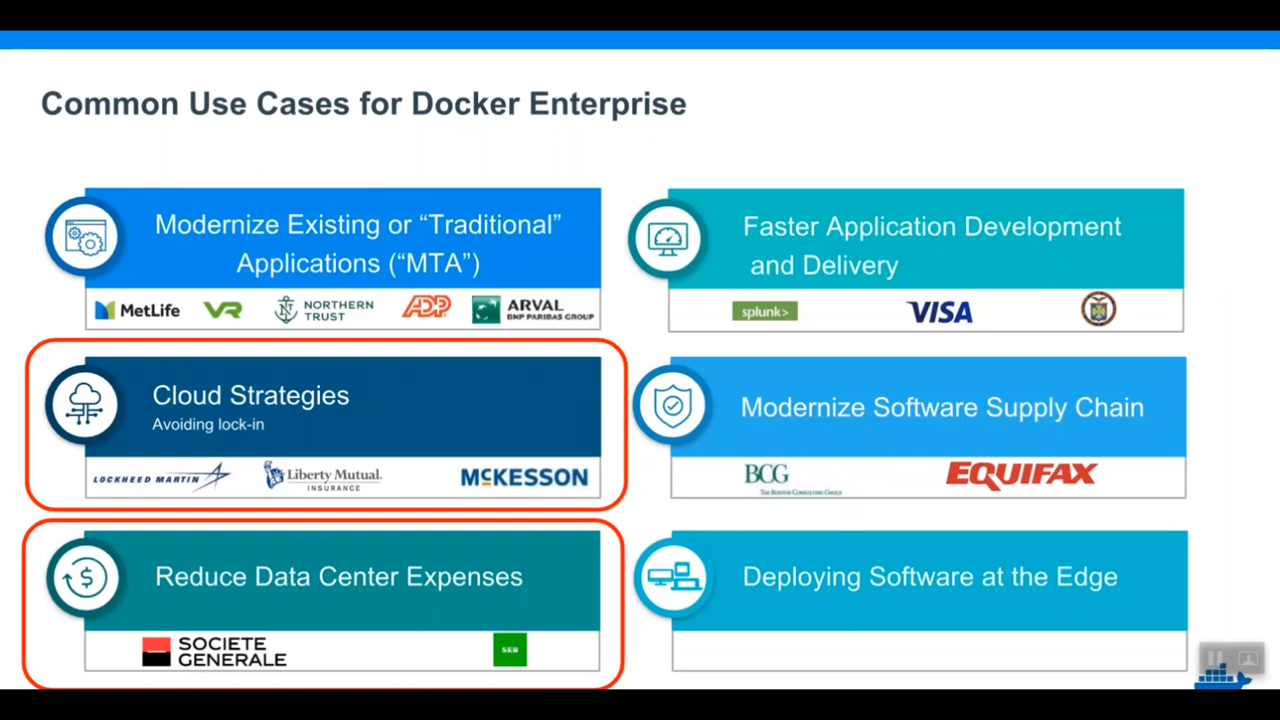 Common Use Cases for Docker Enterprise
Modernize Existing or “Traditional”
Applications (“MTA”)
MetLife
VR
NORTHERN
TRUST
ADP
ARVAL
BNP PARIBAS GROUP
Faster Application Development
and Delivery
splunk>
VISA
Cloud Strategies
Avoiding lock-in
LOCKHEED MARTIN
Liberty Mutual.
INSURANCE
MCKESSON
Modernize Software Supply Chain
BCG
THE BOSTON CONSULTING GROUP
EQUIFAX
Reduce Data Center Expenses
SOCIETE
GENERALE
SEB
Deploying Software at the Edge